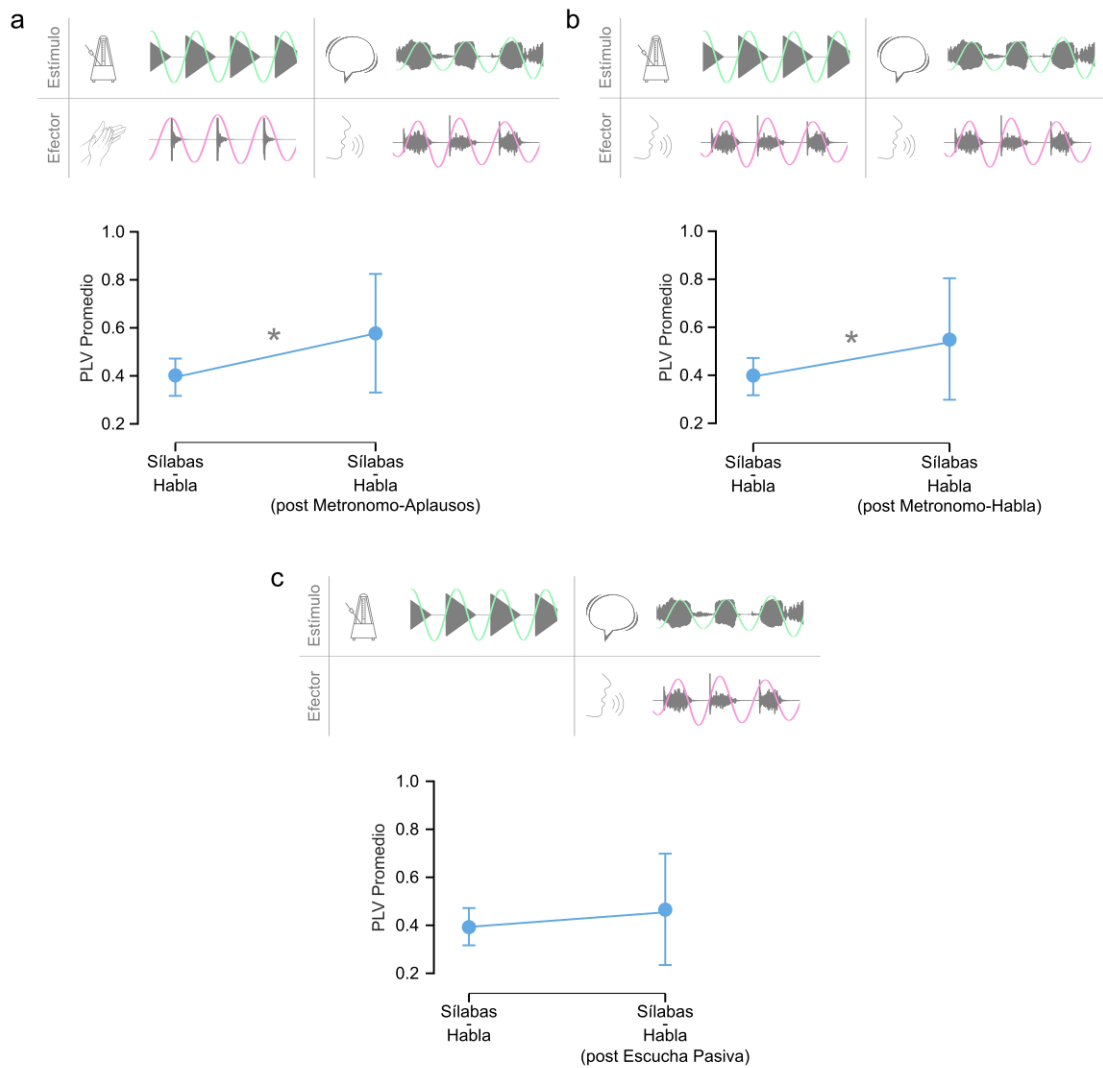 a
Estímulo
Efector
1.0
0.8
0.6
0.4
0.2
PLV Promedio
*
Sílabas
-
Habla
Sílabas
-
Habla
(post Metronomo-Aplausos)
b
Estímulo
Efector
1.0
0.8
0.6
0.4
0.2
PLV Promedio
*
Sílabas
-
Habla
Sílabas
-
Habla
(post Metronomo-Habla)
c
Estímulo
Efector
1.0
0.8
0.6
0.4
0.2
PLV Promedio
Sílabas
-
Habla
Sílabas
-
Habla
(post Escucha Pasiva)